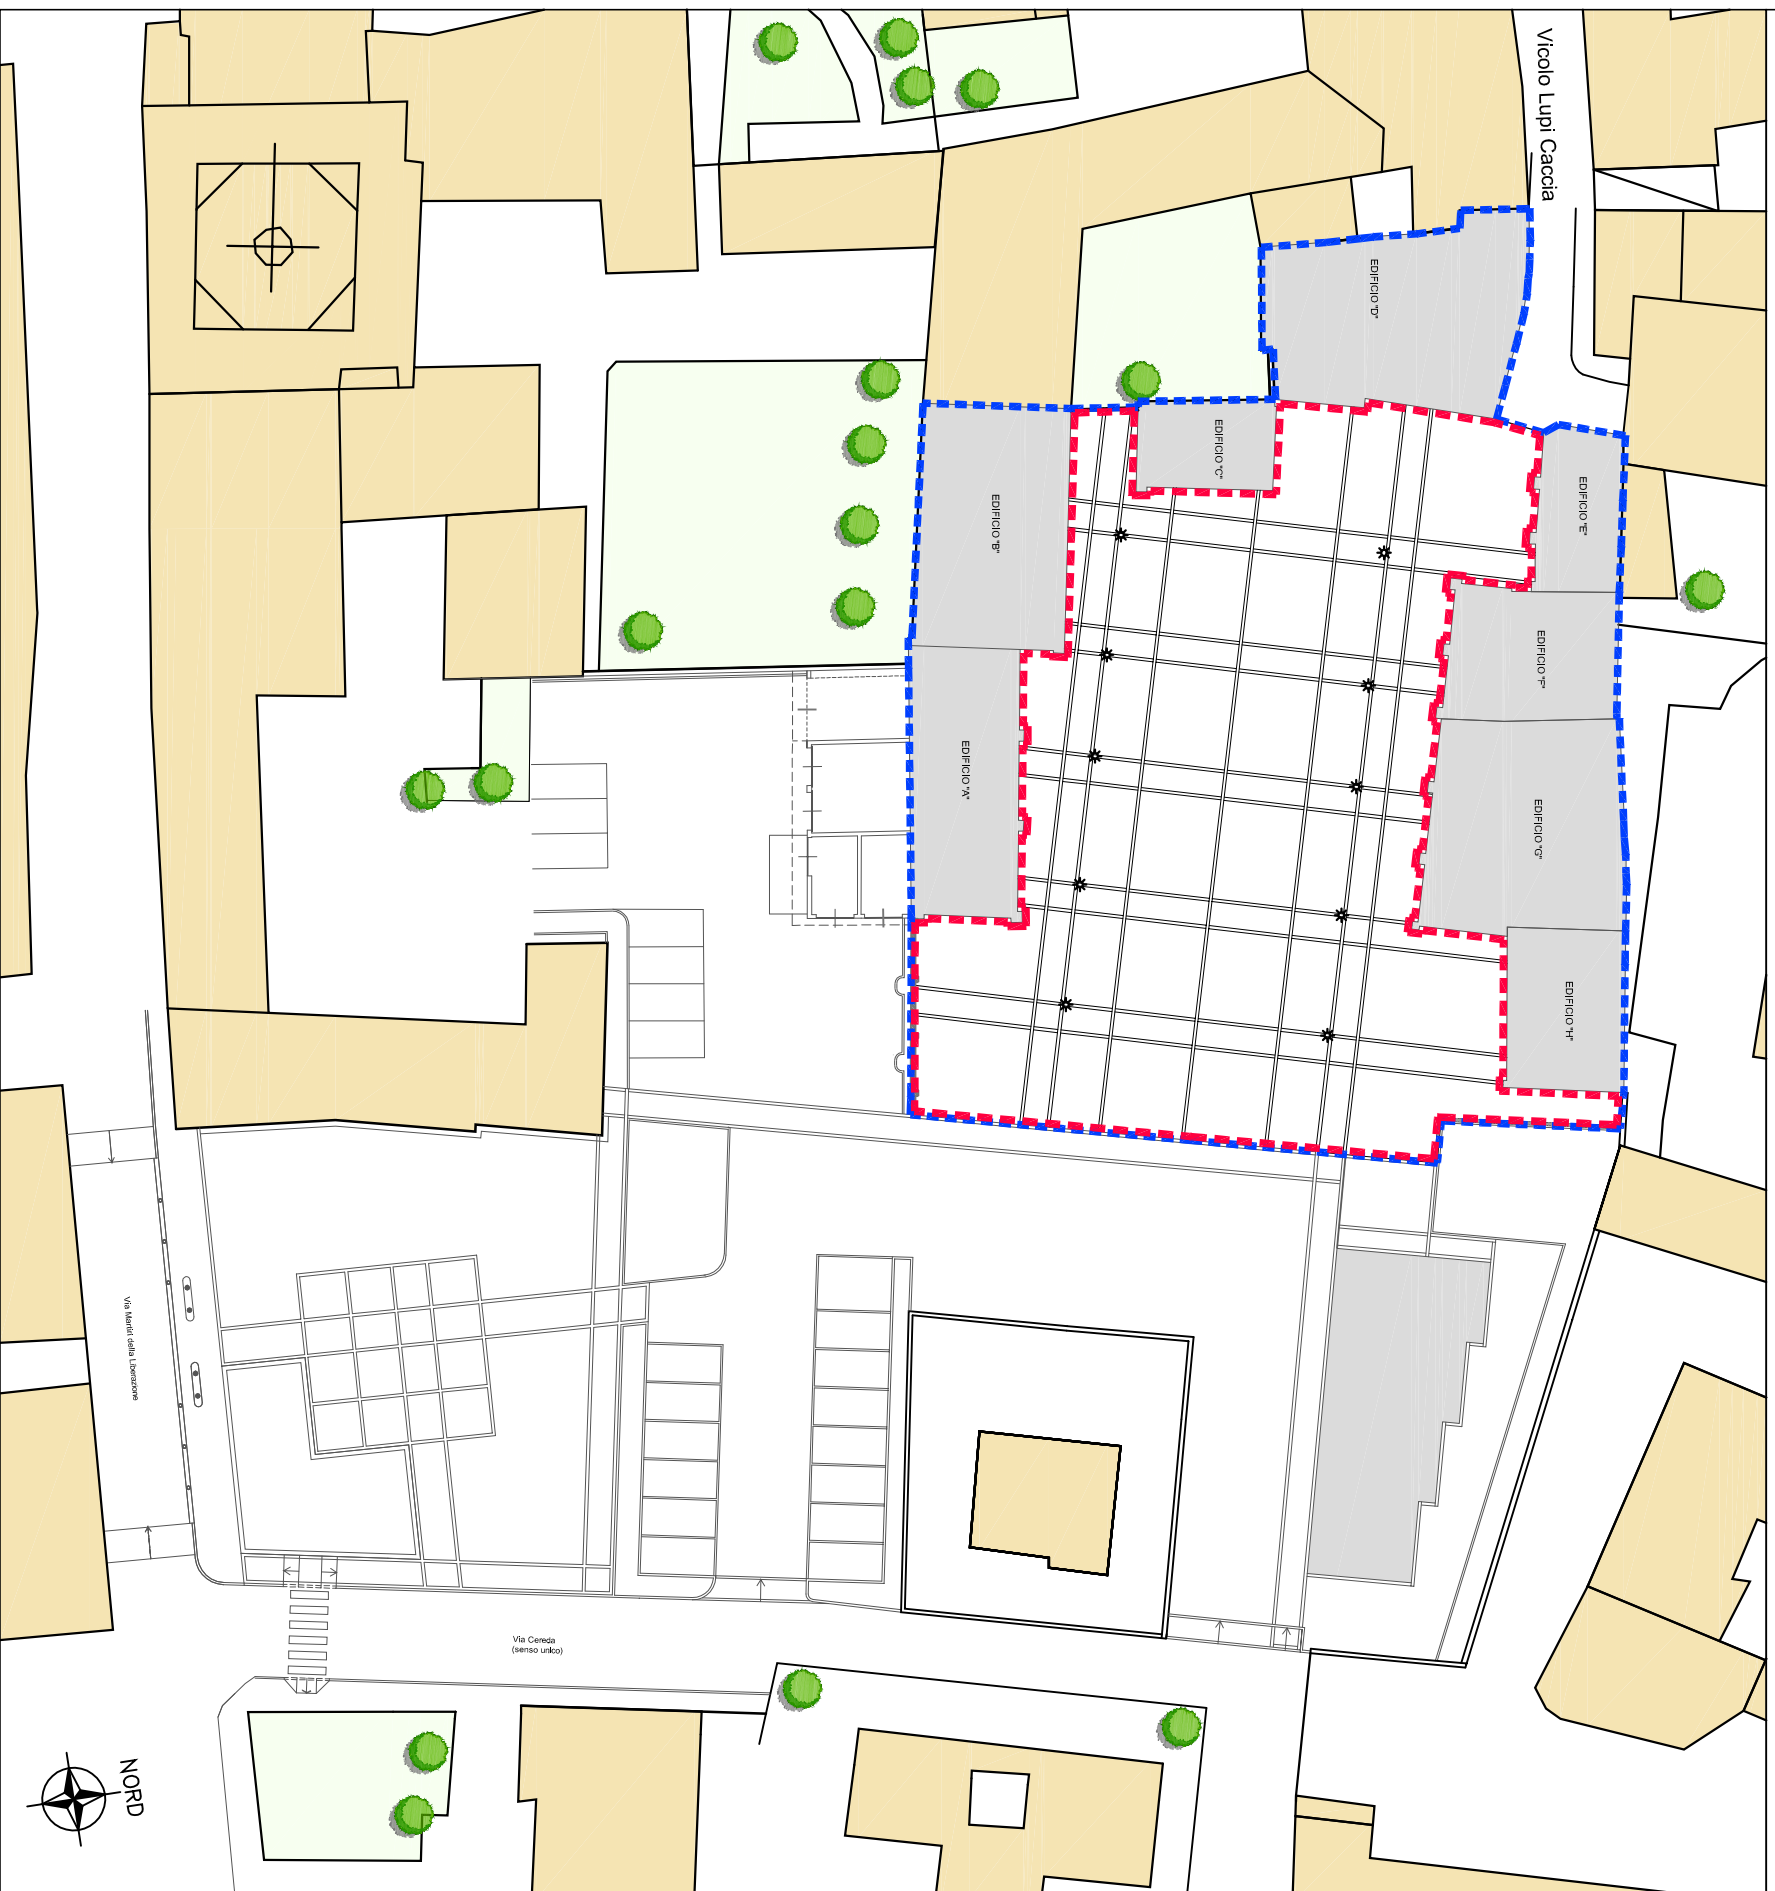 Vicolo Lupi Caccia
EDIFICIO "D"
EDIFICIO "C"
EDIFICIO "B"
EDIFICIO "E"
EDIFICIO "F"
EDIFICIO "A"
EDIFICIO "G"
EDIFICIO "H"
Via Martiri della Liberazione
Via Cereda
(senso unico)
NORD